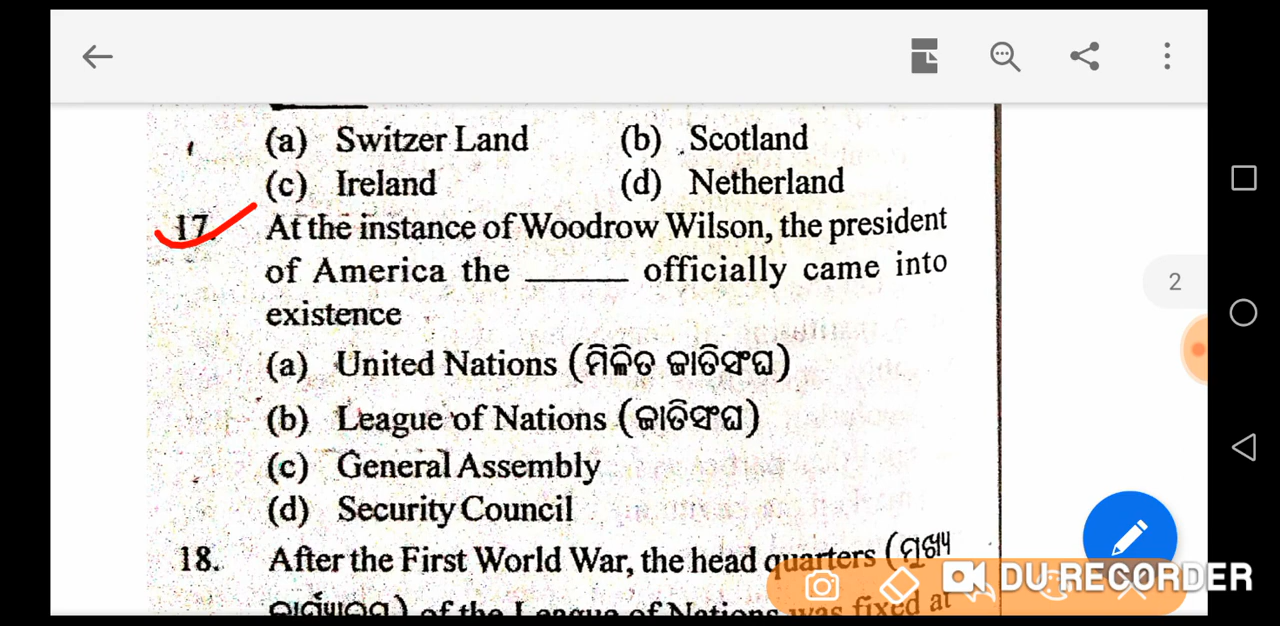 (a) Switzer Land (b) Scotland
(c) Ireland (d) Netherland
17. At the instance of Woodrow Wilson, the president
of America the ______ officially came into
existence
2
(a) United Nations (ମିଳିତ ଜାତିସଂଘ)
(b) League of Nations (ଜାତିସଂଘ)
(c) General Assembly
(d) Security Council
18. After the First World War, the head quarters (ମୁଖ୍ୟ
of the League of Nations was fixed at
DU RECORDER